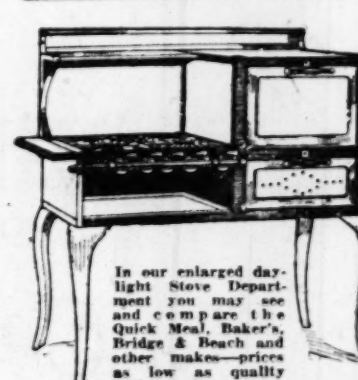 In our enlarged day-
light Stove Depart-
ment you may see
and compare the
Quick Meal, Baker's,
Bridge & Beach and
other makes—prices
as low as quality